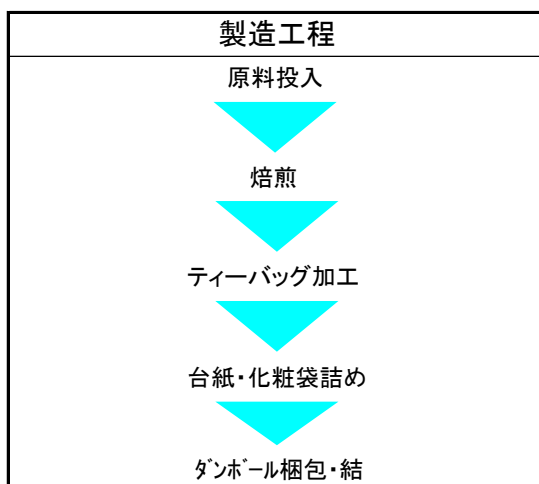 製造工程
原料投入
焙煎
ティーバッグ加工
台紙・化粧袋詰め
ﾀﾞﾝﾎﾞｰﾙ梱包・結